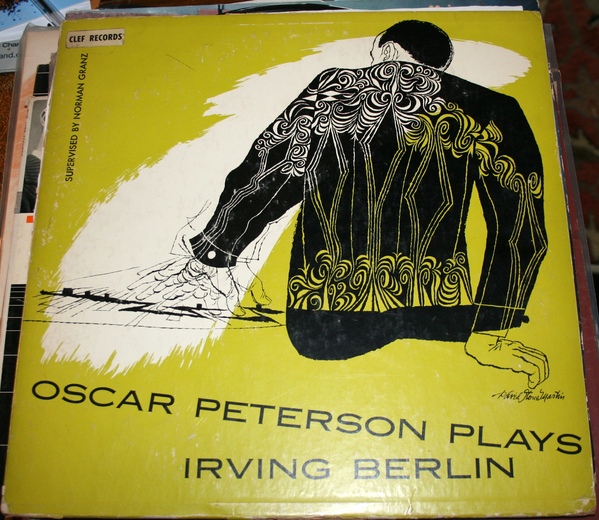 CLEF RECORDS
SUPERVISED BY NORMAN GRANZ
OSCAR PETERSON PLAYS
IRVING BERLIN